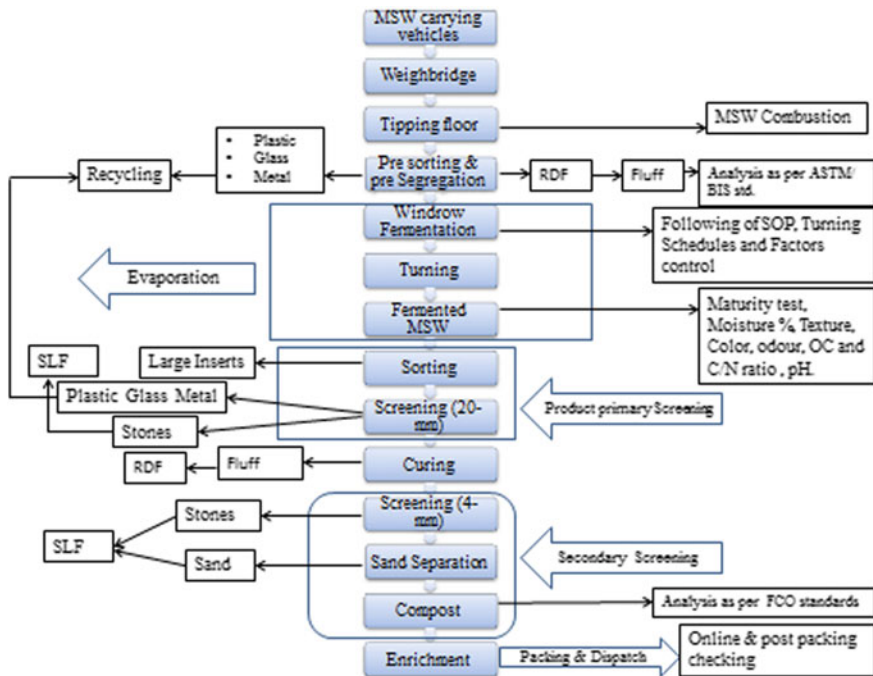 MSW carrying
vehicles
Weighbridge
Tipping floor
MSW Combustion
• Plastic
• Glass
• Metal
Recycling
Pre sorting &
pre Segregation
RDF
Fluff
Analysis as per ASTM/
BIS std.
Windrow
Fermentation
Following of SOP, Turning
Schedules and Factors
control
Evaporation
Turning
Fermented
MSW
Maturity test,
Moisture %, Texture,
Color, odour, OC and
C/N ratio , pH.
SLF
Large Inserts
Sorting
Plastic Glass Metal
Screening (20-
mm)
Product primary Screening
Stones
RDF
Fluff
Curing
Stones
Screening (4-
mm)
SLF
Sand
Sand Separation
Secondary Screening
Compost
Analysis as per FCO standards
Enrichment
Packing & Dispatch
Online & post packing
checking